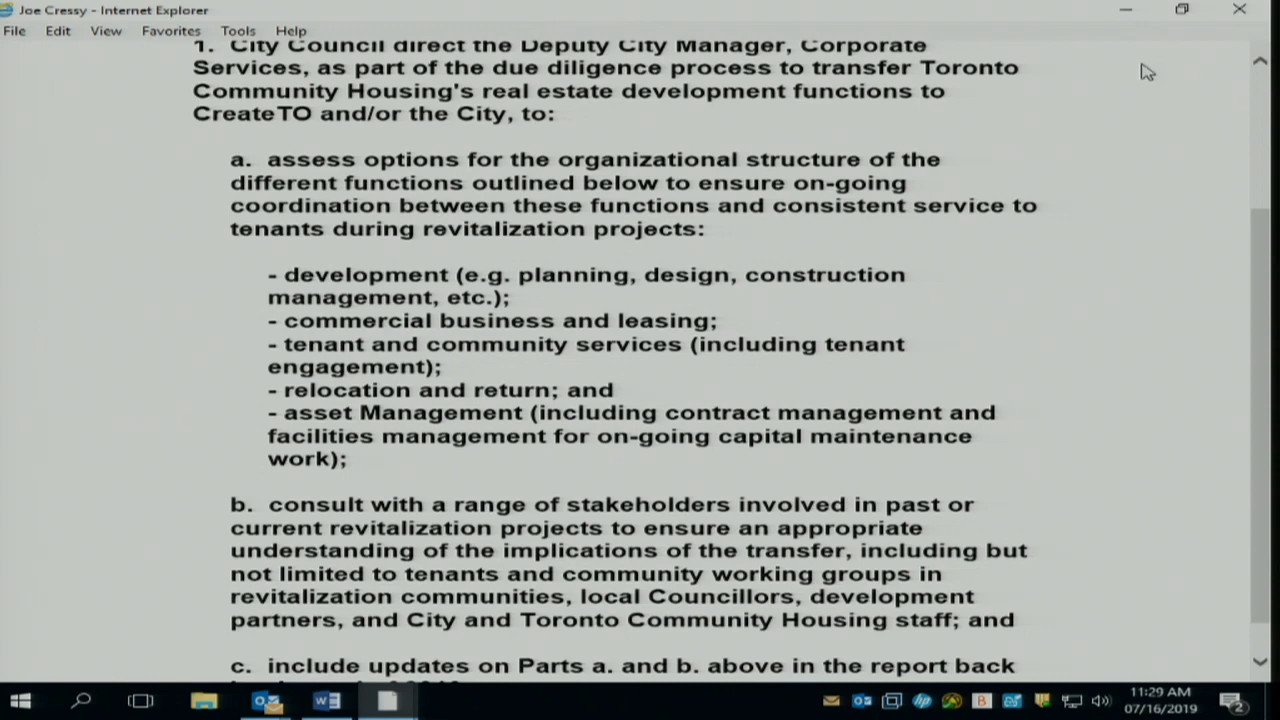 Joe Cressy - Internet Explorer
File Edit View Favorites Tools Help
1. City Council direct the Deputy City Manager, Corporate
Services, as part of the due diligence process to transfer Toronto
Community Housing's real estate development functions to
CreateTO and/or the City, to:
a. assess options for the organizational structure of the
different functions outlined below to ensure on-going
coordination between these functions and consistent service to
tenants during revitalization projects:
- development (e.g. planning, design, construction
management, etc.);
- commercial business and leasing;
- tenant and community services (including tenant
engagement);
- relocation and return; and
- asset Management (including contract management and
facilities management for on-going capital maintenance
work);
b. consult with a range of stakeholders involved in past or
current revitalization projects to ensure an appropriate
understanding of the implications of the transfer, including but
not limited to tenants and community working groups in
revitalization communities, local Councillors, development
partners, and City and Toronto Community Housing staff; and
c. include updates on Parts a. and b. above in the report back
11:29 AM
07/16/2019
2